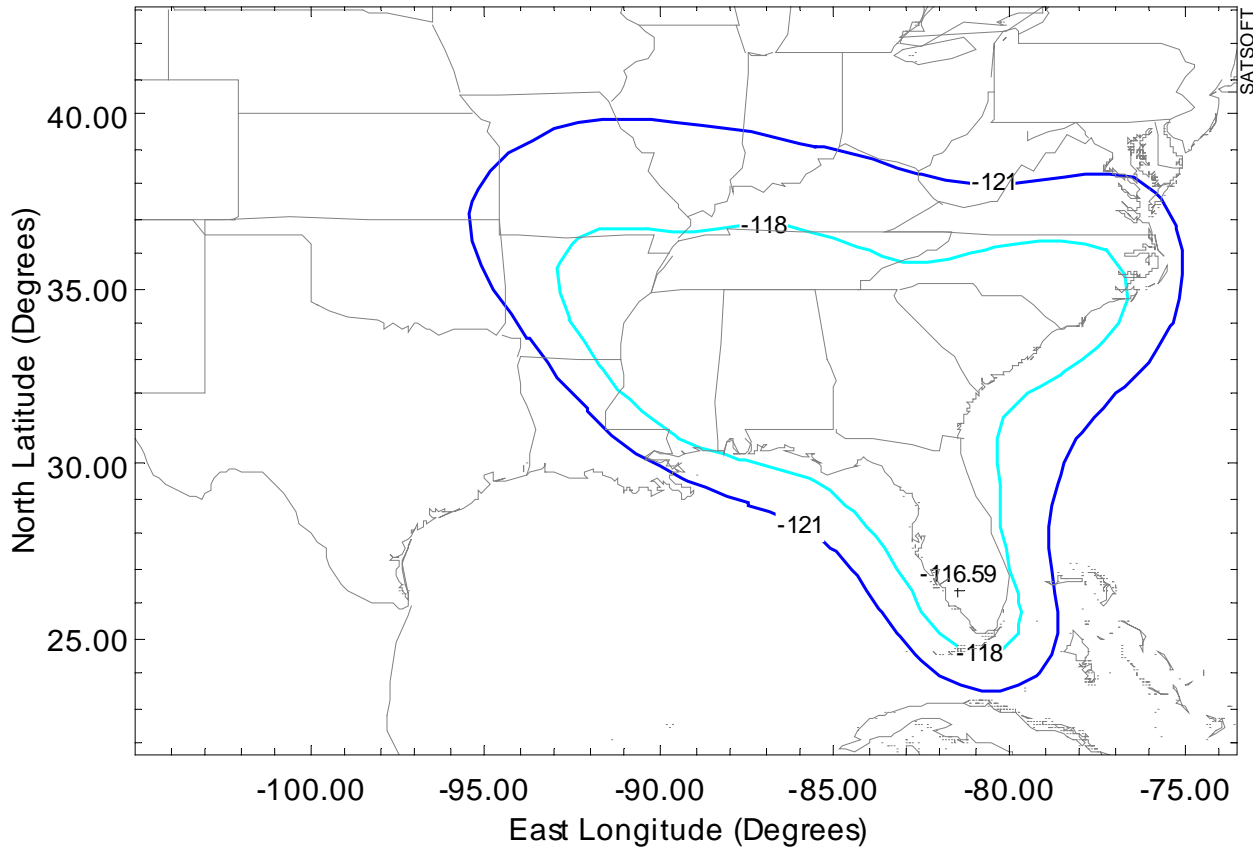 SATSOFT
40.00
-121
-118
35.00
30.00
-121
-116.59
25.00
-118
North Latitude (Degrees)
-100.00 -95.00 -90.00 -85.00 -80.00 -75.00
East Longitude (Degrees)